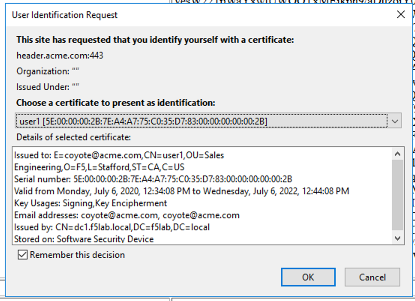 User Identification Request
This site has requested that you identify yourself with a certificate:
header.acme.com:443
Organization: ""
Issued Under: ""
Choose a certificate to present as identification:
user1 [5E:00:00:00:2B:7E:A4:A7:75:C0:35:D7:83:00:00:00:00:00:2B]
Details of selected certificate:
Issued to: E=coyote@acme.com,CN=user1,OU=Sales
Engineering,O=F5,L=Stafford,ST=CA,C=US
Serial number: 5E:00:00:00:2B:7E:A4:A7:75:C0:35:D7:83:00:00:00:00:00:2B
Valid from Monday, July 6, 2020, 12:34:08 PM to Wednesday, July 6, 2022, 12:44:08 PM
Key Usages: Signing,Key Encipherment
Email addresses: coyote@acme.com, coyote@acme.com
Issued by: CN=dc1.f5lab.local,DC=f5lab,DC=local
Stored on: Software Security Device
Remember this decision
OK
Cancel